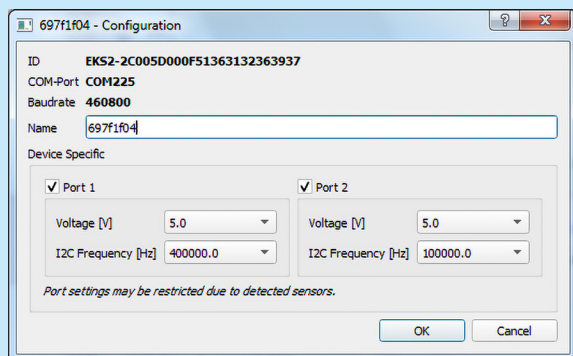 697f1f04 - Configuration
ID EKS2-2C005D000F51363132363937
COM-Port COM225
Baudrate 460800
Name 697f1f04
Device Specific
Port 1 Port 2
Voltage [V] 5.0 Voltage [V] 5.0
I2C Frequency [Hz] 400000.0 I2C Frequency [Hz] 100000.0
Port settings may be restricted due to detected sensors.
OK Cancel